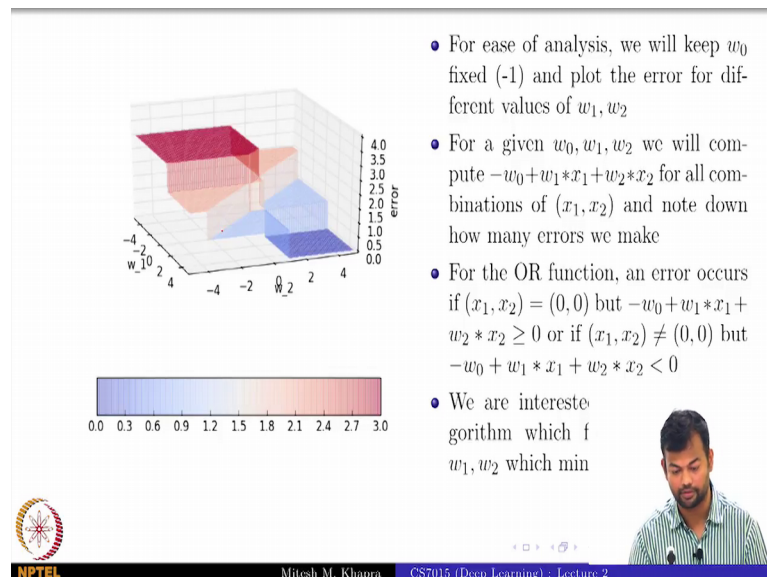 For ease of analysis, we will keep w₀
fixed (-1) and plot the error for dif-
ferent values of w₁, w₂
For a given w₀, w₁, w₂ we will com-
pute −w₀+w₁*x₁+w₂*x₂ for all com-
binations of (x₁, x₂) and note down
how many errors we make
For the OR function, an error occurs
if (x₁, x₂) = (0, 0) but −w₀+w₁*x₁+
w₂ * x₂ ≥ 0 or if (x₁, x₂) ≠ (0, 0) but
−w₀ + w₁ * x₁ + w₂ * x₂ < 0
We are intereste
gorithm which f
w₁, w₂ which min
4.0
3.5
3.0
2.5
2.0
1.5
1.0
0.5
0.0
error
−4
−2
0
2
4
w_1
−4 −2 0 2 4
w_2
0.0 0.3 0.6 0.9 1.2 1.5 1.8 2.1 2.4 2.7 3.0
NPTEL
Mitesh M. Khapra CS7015 (Deep Learning) : Lecture 2